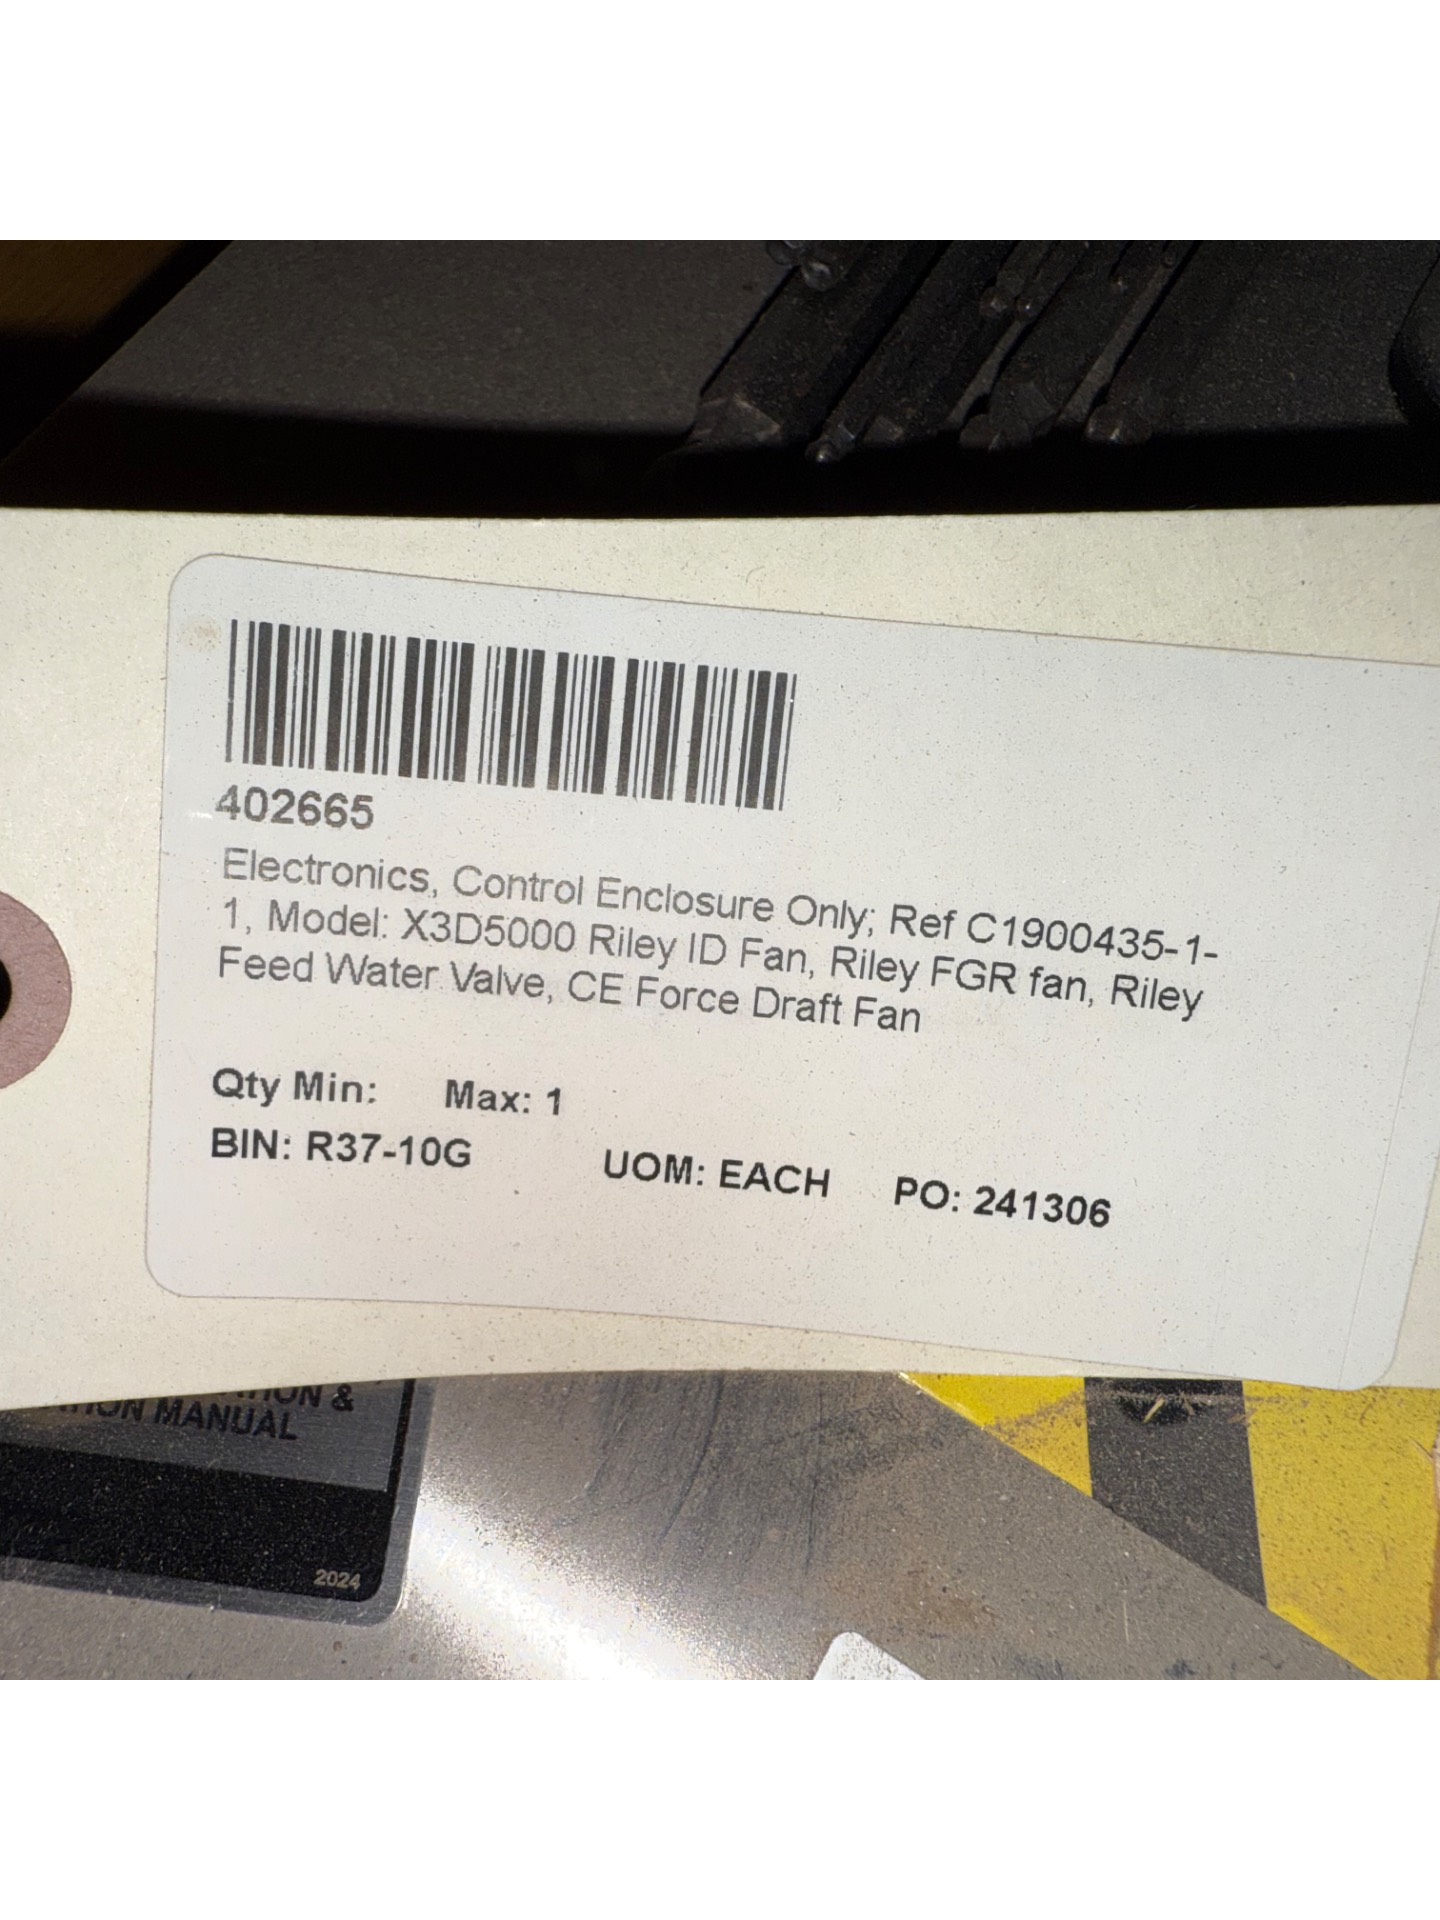 402665
Electronics, Control Enclosure Only; Ref C1900435-1-
1, Model: X3D5000 Riley ID Fan, Riley FGR fan, Riley
Feed Water Valve, CE Force Draft Fan
Qty Min: Max: 1
BIN: R37-10G UOM: EACH PO: 241306
&
MANUAL
2024